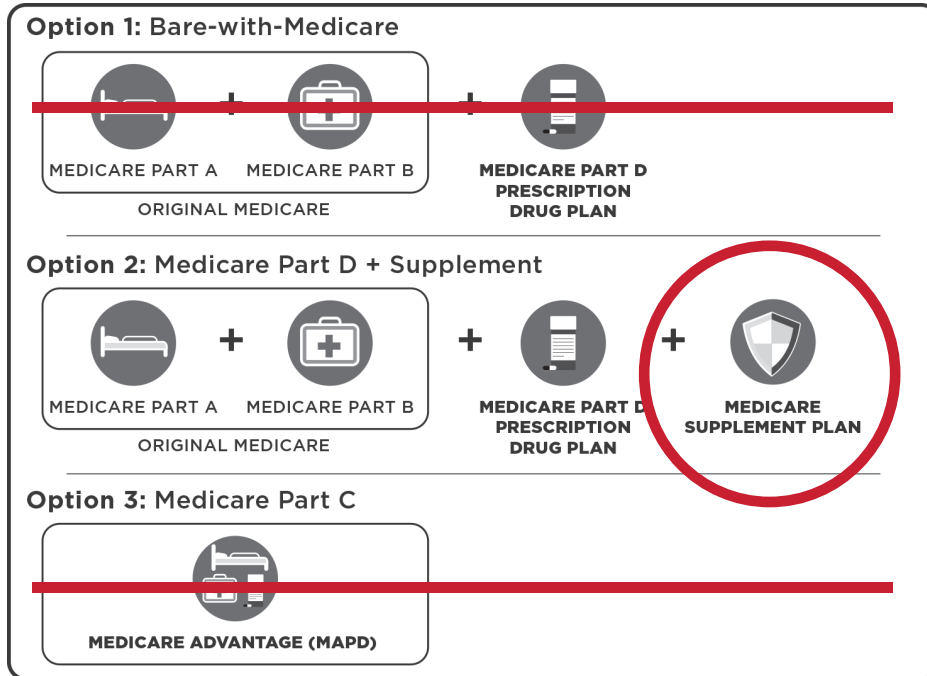 Option 1: Bare-with-Medicare
+ +
MEDICARE PART A MEDICARE PART B MEDICARE PART D
PRESCRIPTION
DRUG PLAN
ORIGINAL MEDICARE
Option 2: Medicare Part D + Supplement
+ + +
MEDICARE PART A MEDICARE PART B MEDICARE PART D MEDICARE
PRESCRIPTION SUPPLEMENT PLAN
DRUG PLAN
ORIGINAL MEDICARE
Option 3: Medicare Part C
MEDICARE ADVANTAGE (MAPD)